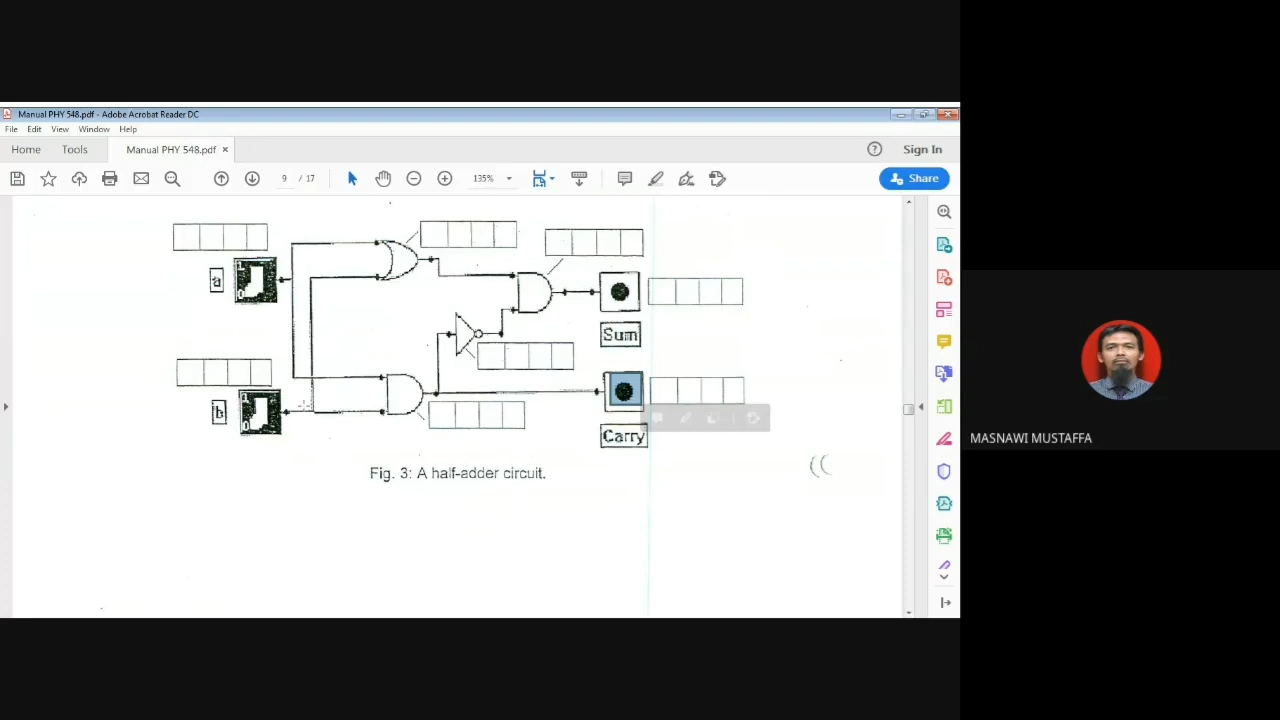 Manual PHY 548.pdf - Adobe Acrobat Reader DC
File Edit View Window Help
Home Tools Manual PHY 548.pdf × Sign In
9 / 17 135% Share
a
Sum
b
Carry
Fig. 3: A half-adder circuit.
MASNAWI MUSTAFFA